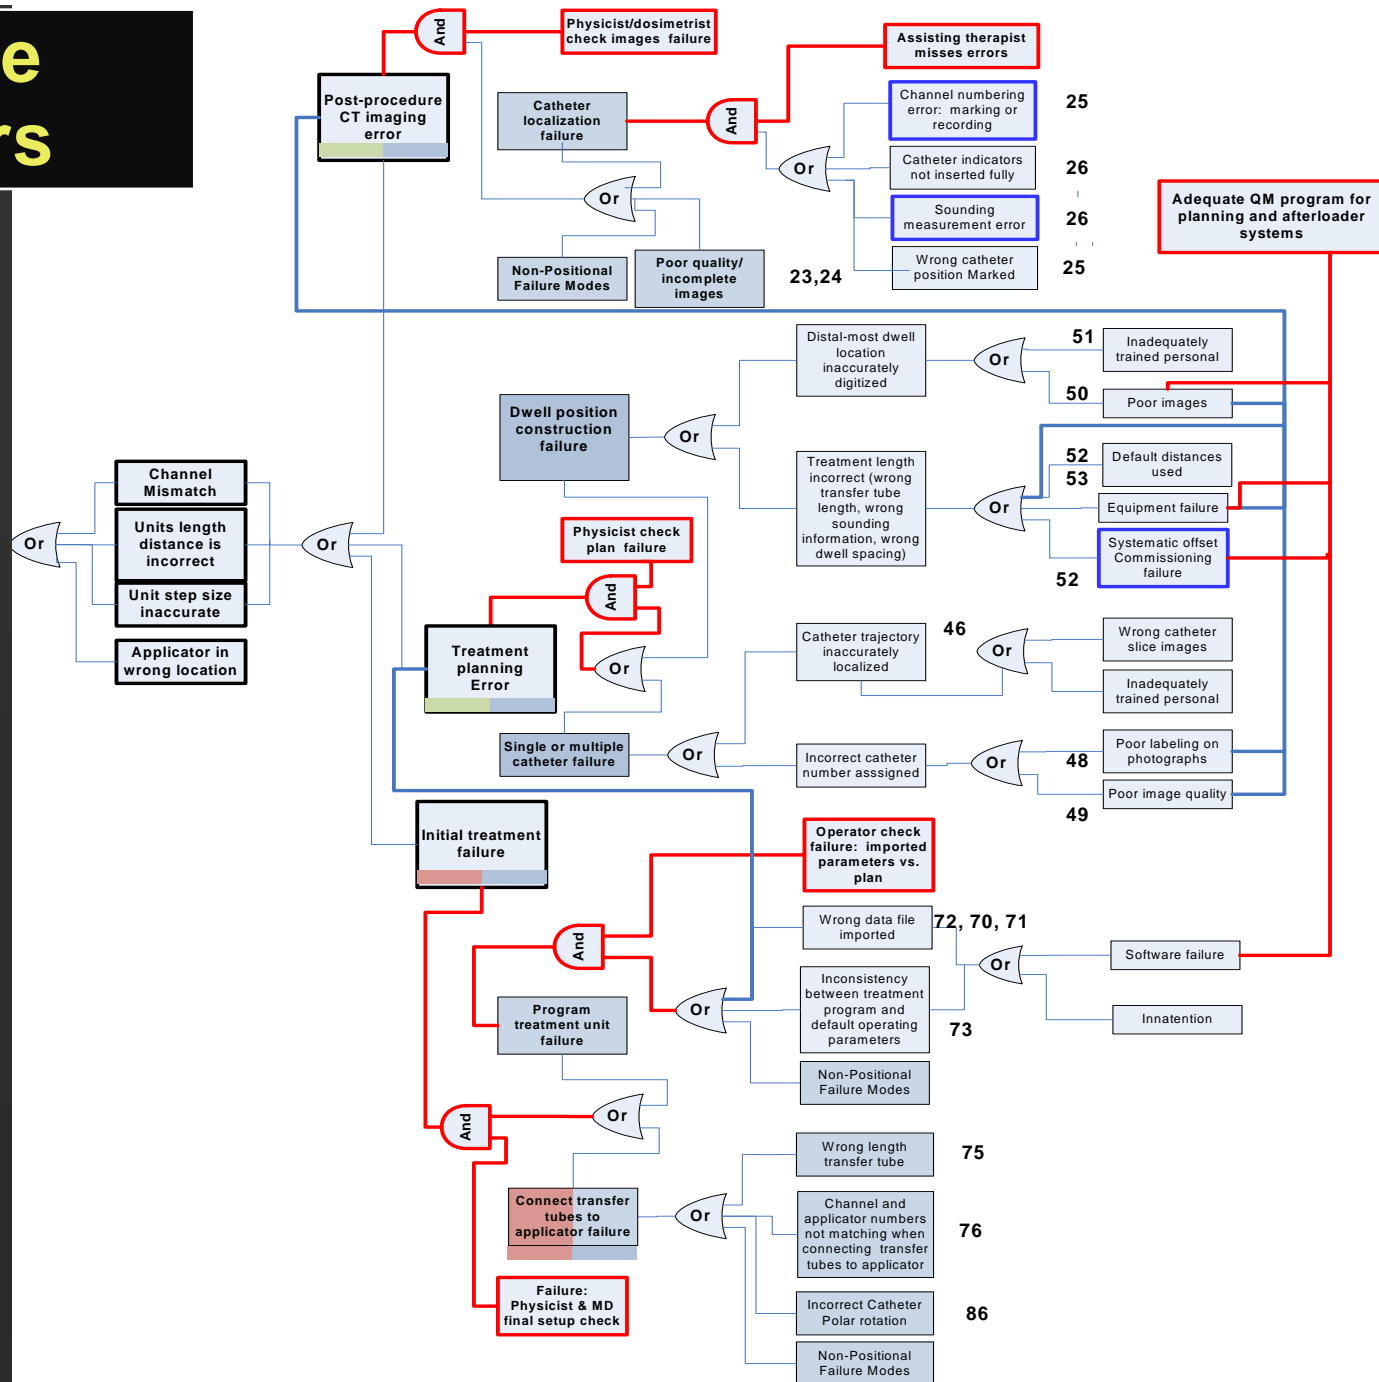 e
rs
And
Physicist/dosimetrist
check images  failure
Assisting therapist
misses errors
Post-procedure
CT imaging
error
Catheter
localization
failure
And
Channel numbering
error:  marking or
recording
25
Or
Catheter indicators
not inserted fully
26
Or
Sounding
measurement error
26
Adequate QM program for
planning and afterloader
systems
Non-Positional
Failure Modes
Poor quality/
incomplete
images
23,24
Wrong catheter
position Marked
25
Distal-most dwell
location
inaccurately
digitized
Or
51
Inadequately
trained personal
50
Poor images
Dwell position
construction
failure
Or
Treatment length
incorrect (wrong
transfer tube
length, wrong
sounding
information, wrong
dwell spacing)
Or
52
53
Default distances
used
Equipment failure
Systematic offset
Commissioning
failure
52
Channel
Mismatch
Or
Units length
distance is
incorrect
Or
Unit step size
inaccurate
Applicator in
wrong location
Physicist check
plan  failure
And
Treatment
planning
Error
Or
Catheter trajectory
inaccurately
localized
46
Or
Wrong catheter
slice images
Inadequately
trained personal
Single or multiple
catheter failure
Or
Incorrect catheter
number asssigned
Or
48
Poor labeling on
photographs
Poor image quality
49
Initial treatment
failure
Operator check
failure:  imported
parameters vs.
plan
Wrong data file
imported
72, 70, 71
And
Or
Software failure
Inconsistency
between treatment
program and
default operating
parameters
73
Innatention
Program
treatment unit
failure
Or
Non-Positional
Failure Modes
And
Or
Wrong length
transfer tube
75
Connect transfer
tubes to
applicator failure
Or
Channel and
applicator numbers
not matching when
connecting  transfer
tubes to applicator
76
Failure:
Physicist & MD
final setup check
Incorrect Catheter
Polar rotation
86
Non-Positional
Failure Modes